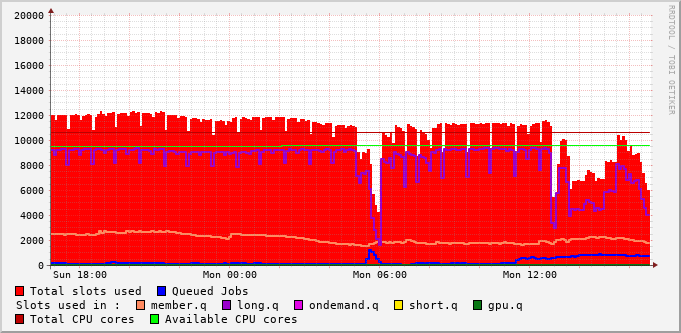 RRDTOOL / TOBI OETIKER
20000
18000
16000
14000
12000
10000
8000
6000
4000
2000
0
Sun 18:00 Mon 00:00 Mon 06:00 Mon 12:00
Total slots used Queued Jobs
Slots used in : member.q long.q ondemand.q short.q gpu.q
Total CPU cores Available CPU cores